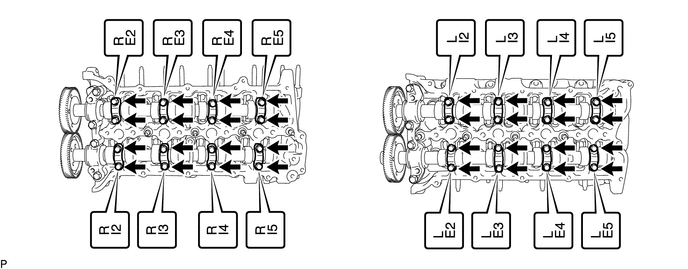 R E2
R E3
R E4
R E5
L I2
L I3
L I4
L I5
R I2
R I3
R I4
R I5
L E2
L E3
L E4
L E5
P